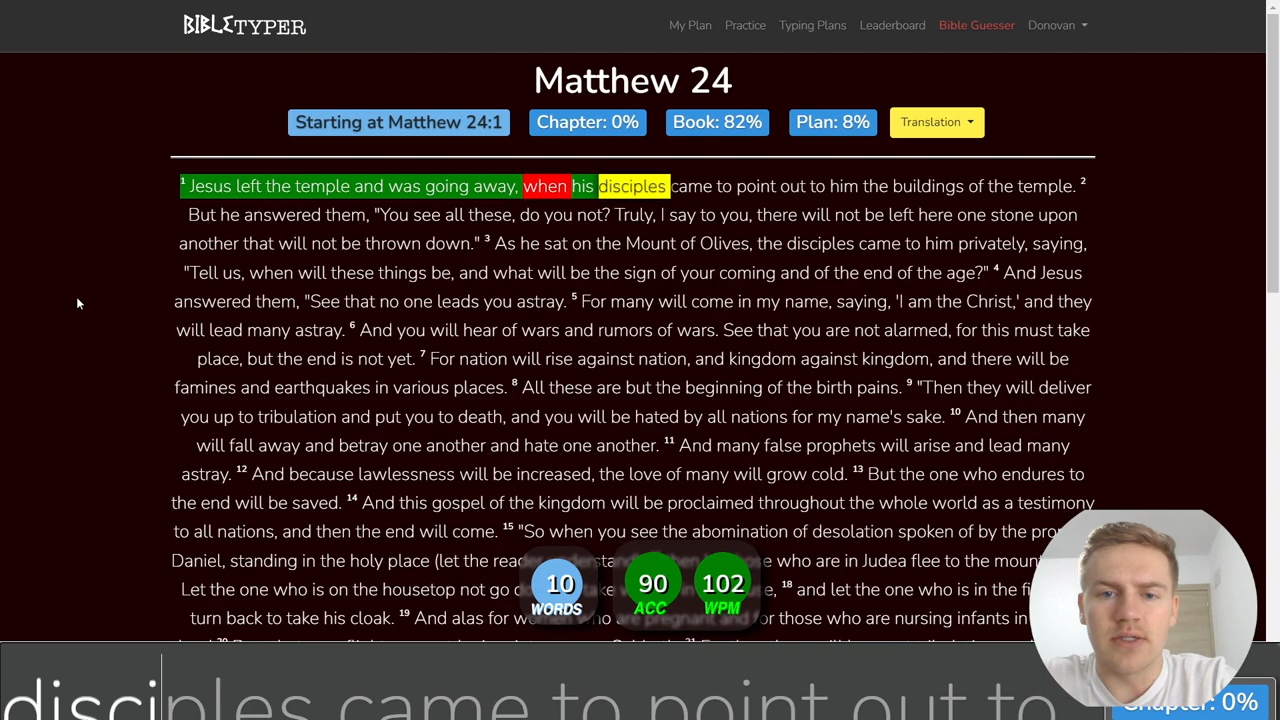 BIBLETYPER
My Plan Practice Typing Plans Leaderboard Bible Guesser Donovan
Matthew 24
Starting at Matthew 24:1 Chapter: 0% Book: 82% Plan: 8% Translation
1 Jesus left the temple and was going away, when his disciples came to point out to him the buildings of the temple. 2
But he answered them, "You see all these, do you not? Truly, I say to you, there will not be left here one stone upon
another that will not be thrown down." 3 As he sat on the Mount of Olives, the disciples came to him privately, saying,
"Tell us, when will these things be, and what will be the sign of your coming and of the end of the age?" 4 And Jesus
answered them, "See that no one leads you astray. 5 For many will come in my name, saying, 'I am the Christ,' and they
will lead many astray. 6 And you will hear of wars and rumors of wars. See that you are not alarmed, for this must take
place, but the end is not yet. 7 For nation will rise against nation, and kingdom against kingdom, and there will be
famines and earthquakes in various places. 8 All these are but the beginning of the birth pains. 9 "Then they will deliver
you up to tribulation and put you to death, and you will be hated by all nations for my name's sake. 10 And then many
will fall away and betray one another and hate one another. 11 And many false prophets will arise and lead many
astray. 12 And because lawlessness will be increased, the love of many will grow cold. 13 But the one who endures to
the end will be saved. 14 And this gospel of the kingdom will be proclaimed throughout the whole world as a testimony
to all nations, and then the end will come. 15 "So when you see the abomination of desolation spoken of by the
Daniel, standing in the holy place (let the who are in Judea flee to the
Let the one who is on the housetop not go 18 and let the one who is in the
turn back to his cloak. 19 And alas for who are pregnant and for those who are nursing infants in
10 90 102
WORDS ACC WPM
disciples came to point out to Chapter: 0%